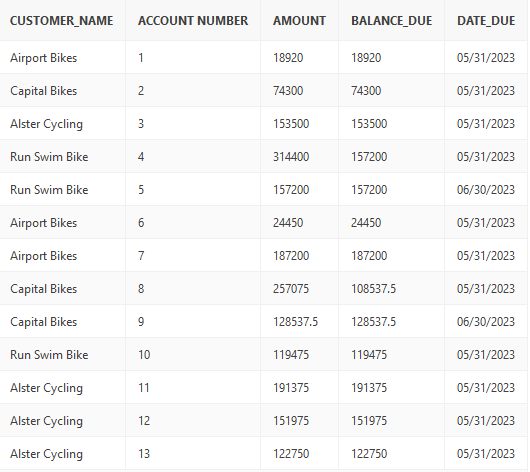 CUSTOMER_NAME ACCOUNT NUMBER AMOUNT BALANCE_DUE DATE_DUE
Airport Bikes 1 18920 18920 05/31/2023
Capital Bikes 2 74300 74300 05/31/2023
Alster Cycling 3 153500 153500 05/31/2023
Run Swim Bike 4 314400 157200 05/31/2023
Run Swim Bike 5 157200 157200 06/30/2023
Airport Bikes 6 24450 24450 05/31/2023
Airport Bikes 7 187200 187200 05/31/2023
Capital Bikes 8 257075 108537.5 05/31/2023
Capital Bikes 9 128537.5 128537.5 06/30/2023
Run Swim Bike 10 119475 119475 05/31/2023
Alster Cycling 11 191375 191375 05/31/2023
Alster Cycling 12 151975 151975 05/31/2023
Alster Cycling 13 122750 122750 05/31/2023